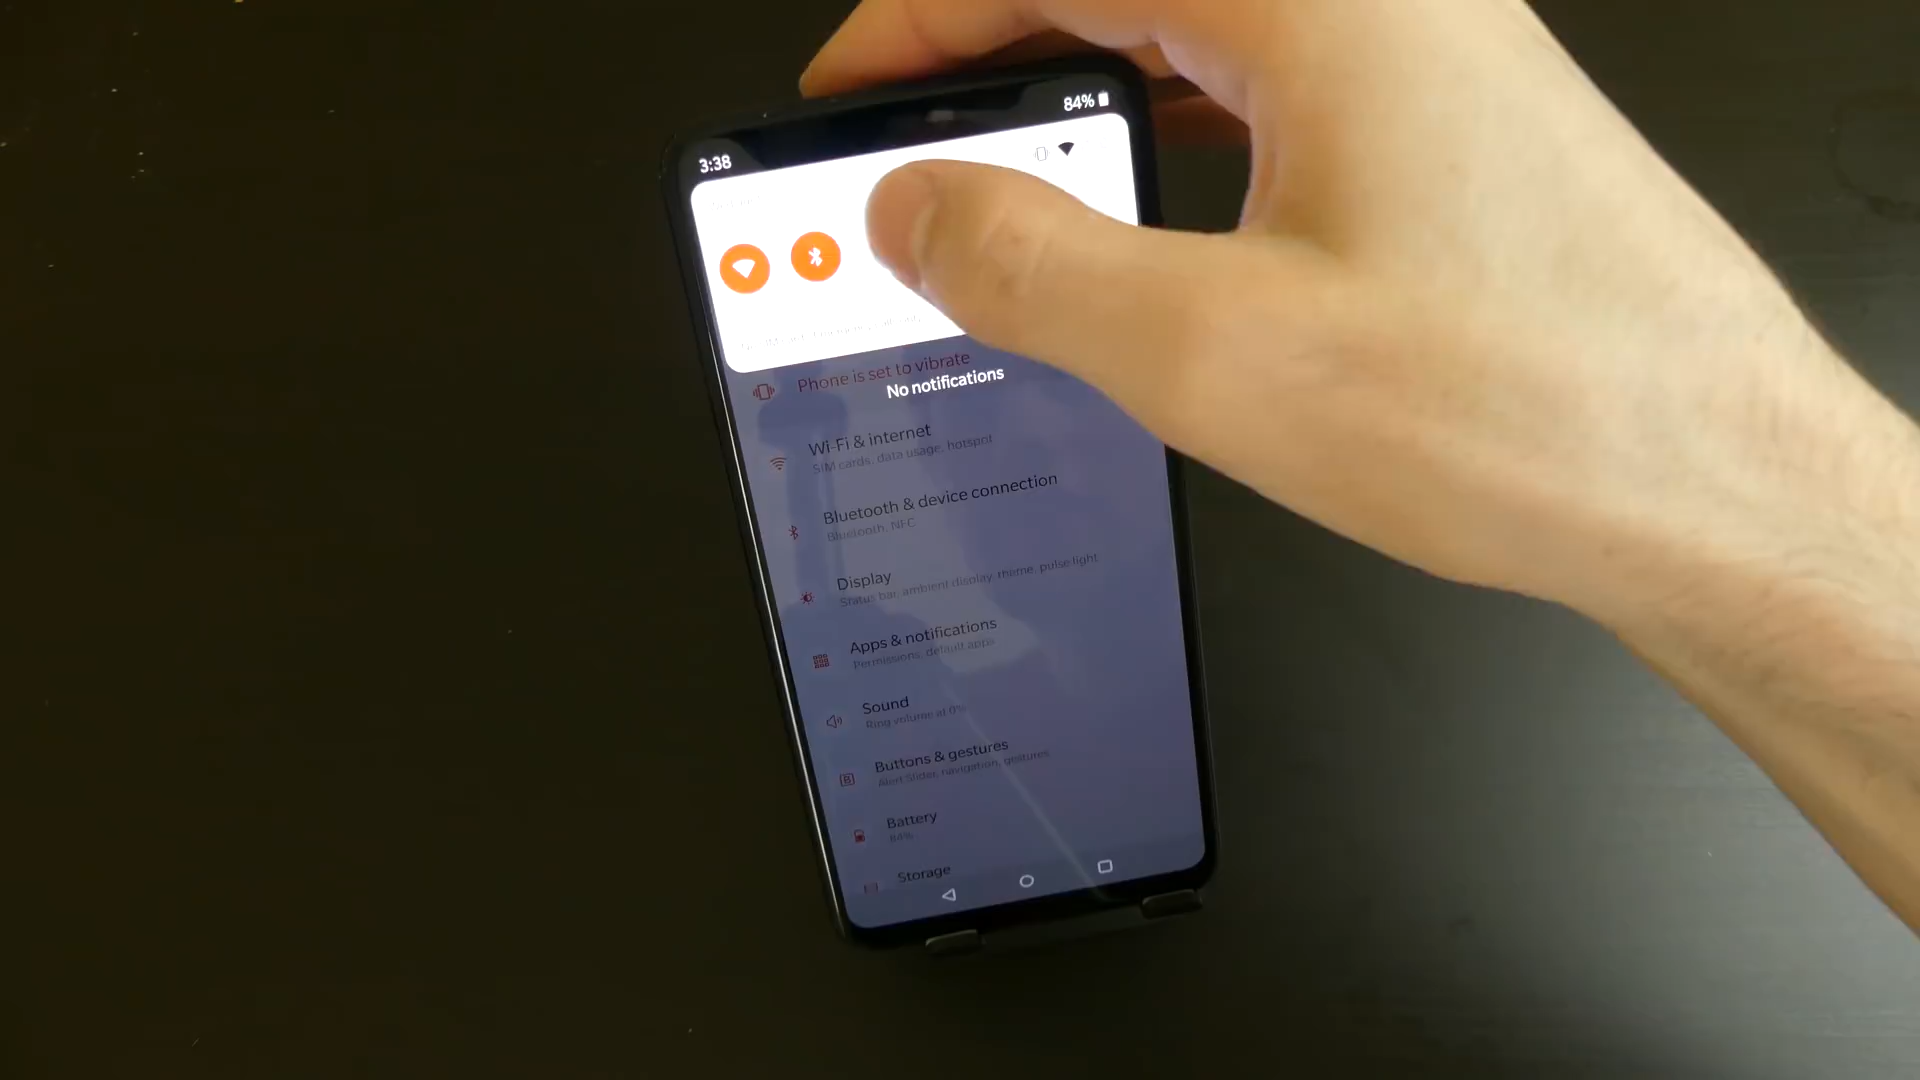 3:38
84%
Phone is set to vibrate
No notifications
Wi-Fi & internet
SIM cards, data usage, hotspot
Bluetooth & device connection
Bluetooth, NFC
Display
Status bar, ambient display, theme, pulse light
Apps & notifications
Permissions, default apps
Sound
Ring volume at 0%
Buttons & gestures
Alert Slider, navigation, gestures
Battery
84%
Storage